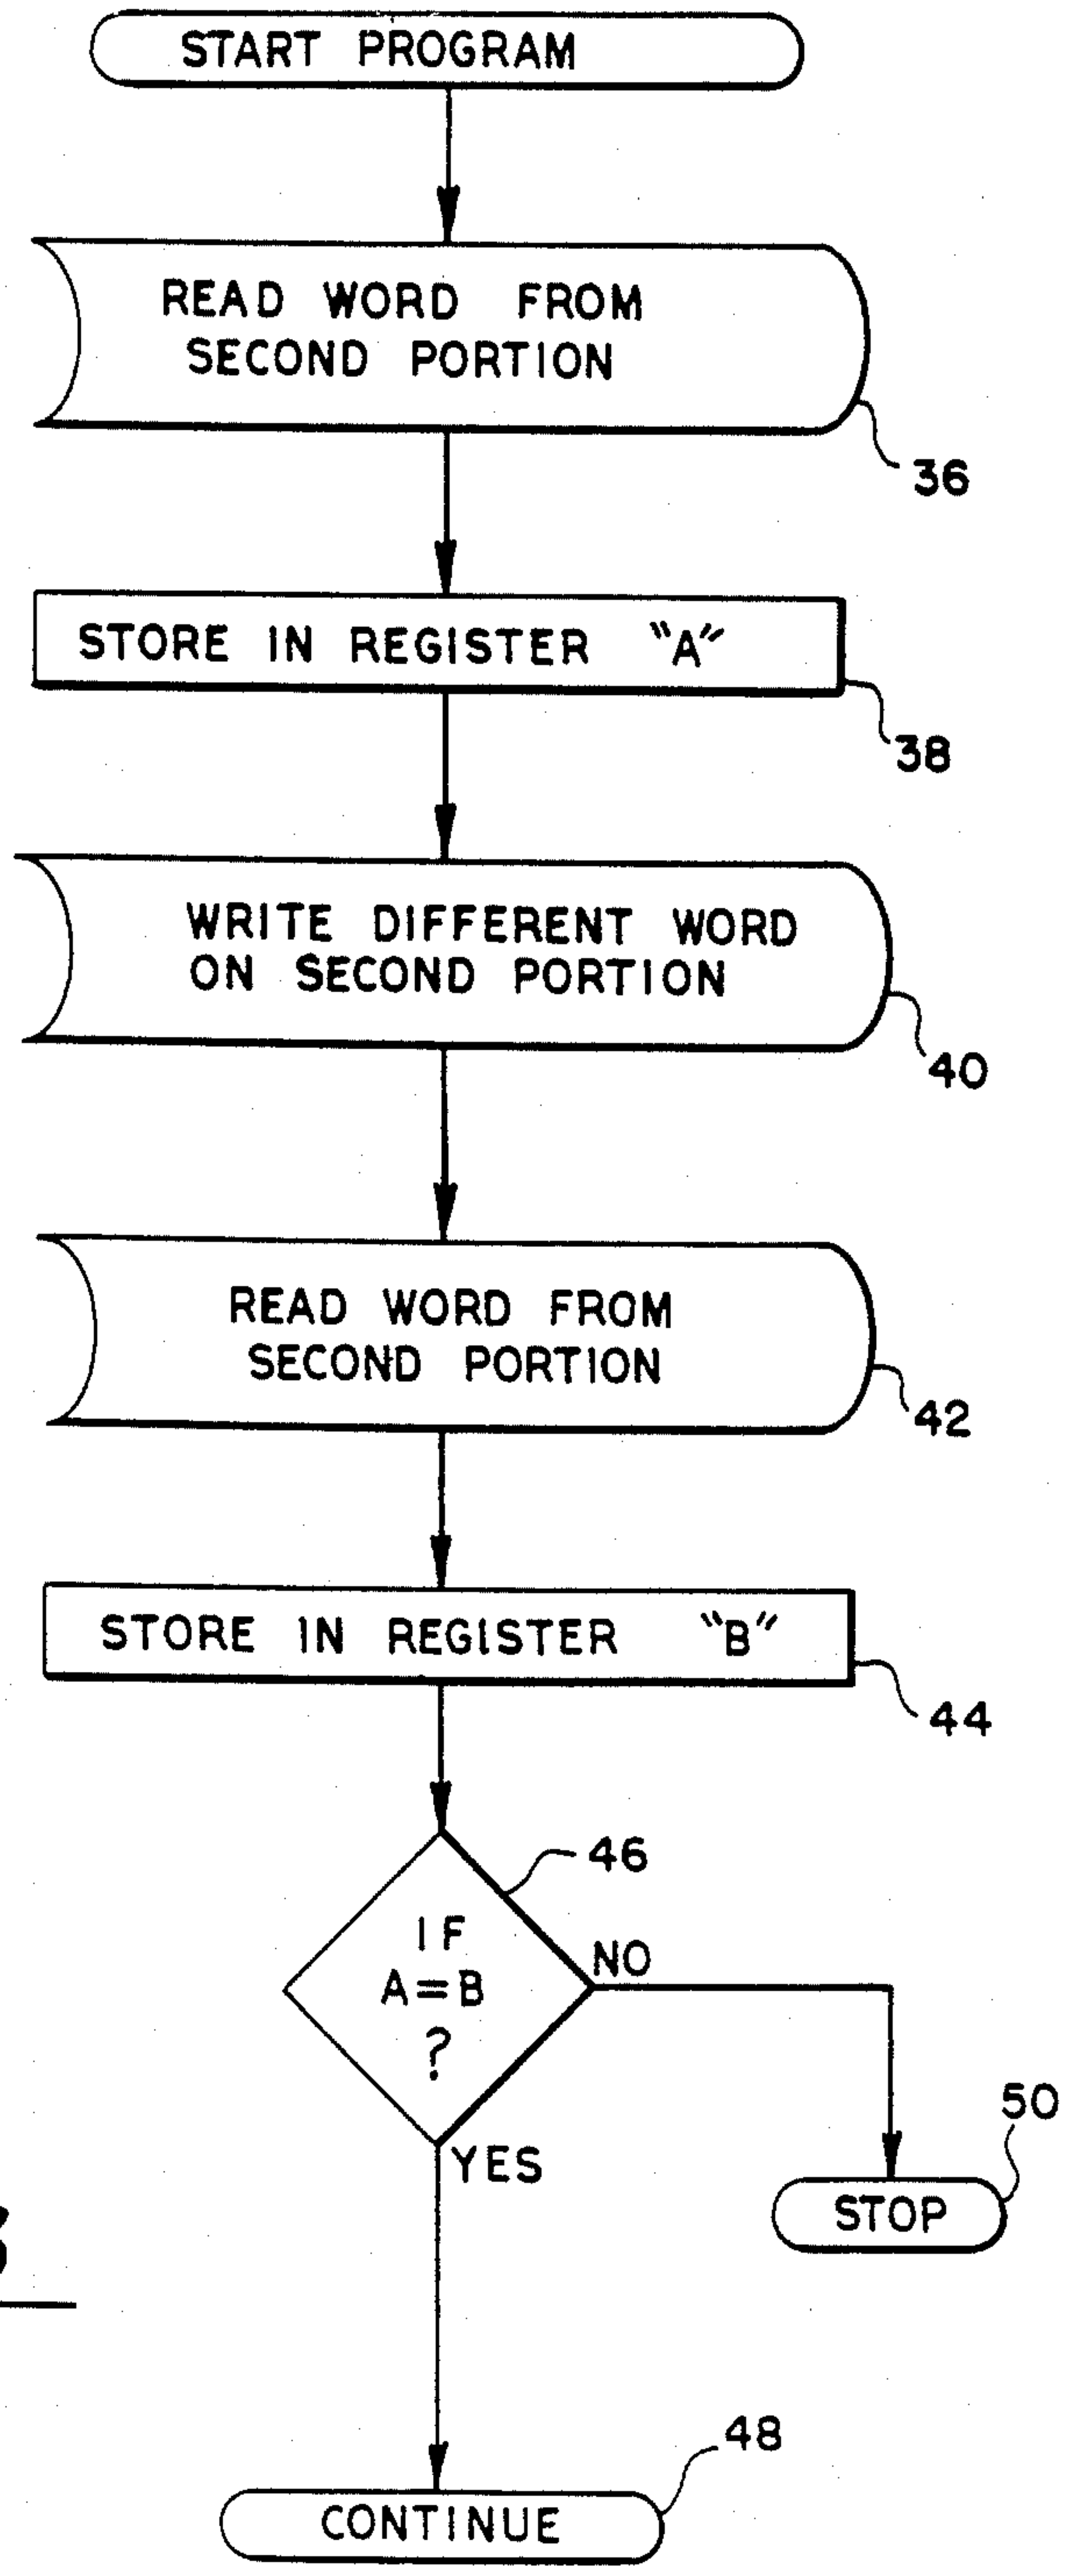 START PROGRAM
READ WORD FROM
SECOND PORTION
36
STORE IN REGISTER "A"
38
WRITE DIFFERENT WORD
ON SECOND PORTION
40
READ WORD FROM
SECOND PORTION
42
STORE IN REGISTER "B"
44
46
IF
A=B
?
NO
YES
50
STOP
48
CONTINUE